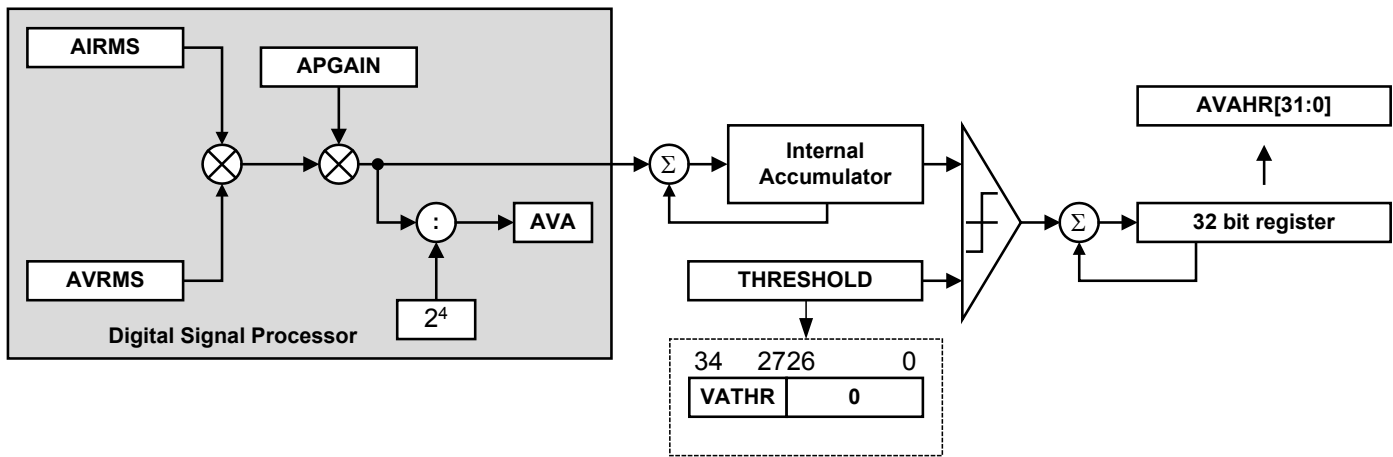 AIRMS
APGAIN
AVRMS
:
AVA
2⁴
Digital Signal Processor
Σ
Internal
Accumulator
THRESHOLD
34 2726 0
VATHR 0
Σ
32 bit register
AVAHR[31:0]